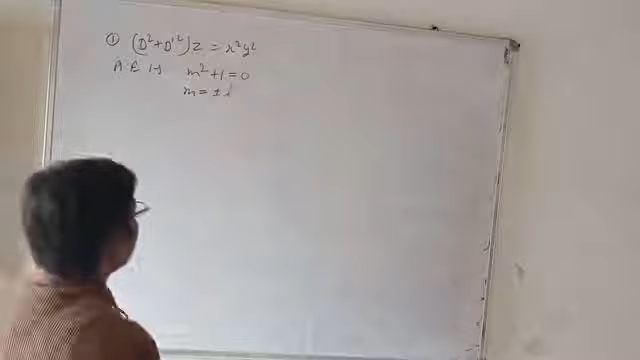 ① (D²+D'²)z = x²y²
A.E is m²+1=0
m = ±i